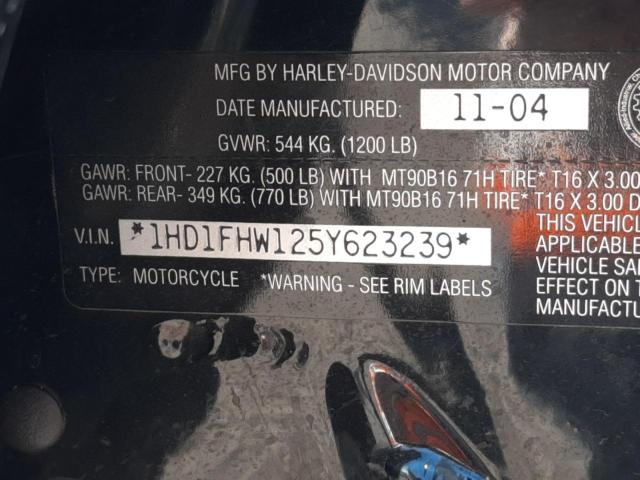 MFG BY HARLEY-DAVIDSON MOTOR COMPANY
DATE MANUFACTURED: 11-04
GVWR: 544 KG. (1200 LB)
GAWR: FRONT- 227 KG. (500 LB) WITH MT90B16 71H TIRE* T16 X 3.00
GAWR: REAR- 349 KG. (770 LB) WITH MT90B16 71H TIRE* T16 X 3.00 D
THIS VEHICL
APPLICABLE
V.I.N. *1HD1FHW125Y623239*
VEHICLE SA
TYPE: MOTORCYCLE *WARNING - SEE RIM LABELS
EFFECT ON T
MANUFACTU